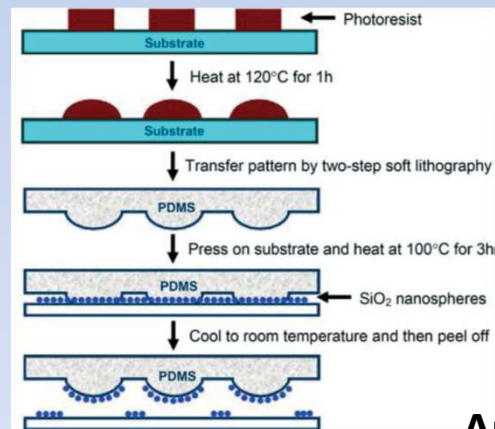 Photoresist
Substrate
Heat at 120°C for 1h
Substrate
Transfer pattern by two-step soft lithography
PDMS
Press on substrate and heat at 100°C for 3h
PDMS
SiO₂ nanospheres
Cool to room temperature and then peel off
PDMS